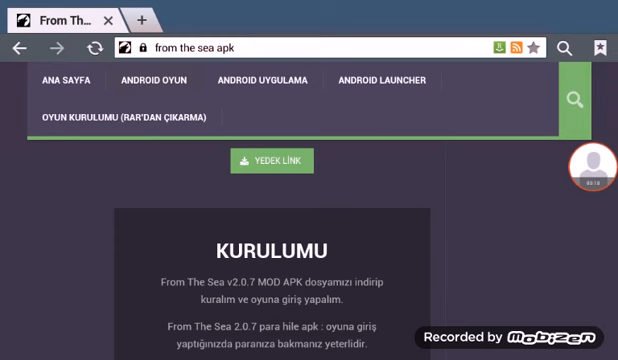 From Th...
from the sea apk
ANA SAYFA
ANDROID OYUN
ANDROID UYGULAMA
ANDROID LAUNCHER
OYUN KURULUMU (RAR'DAN ÇIKARMA)
YEDEK LİNK
03:18
KURULUMU
From The Sea v2.0.7 MOD APK dosyamızı indirip
kuralım ve oyuna giriş yapalım.
From The Sea 2.0.7 para hile apk : oyuna giriş
yaptığınızda paranıza bakmanız yeterlidir.
Recorded by MOBIZEN